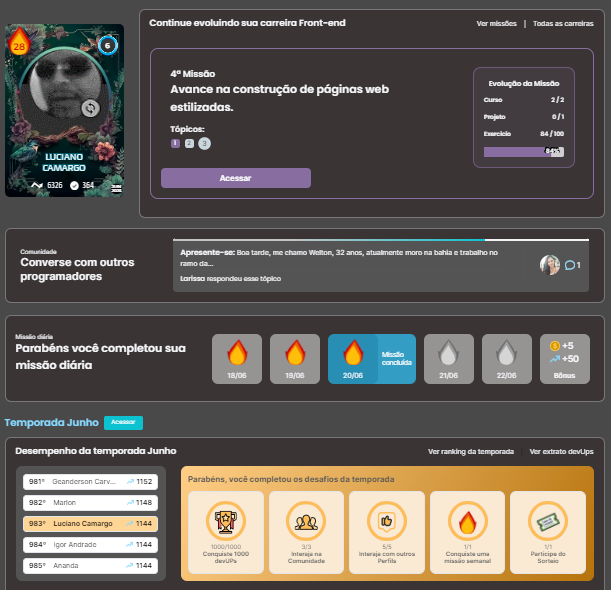 28
6
LUCIANO
CAMARGO
6326 364
Continue evoluindo sua carreira Front-end
Ver missões | Todas as carreiras
4ª Missão
Avance na construção de páginas web
estilizadas.
Tópicos:
1 2 3
Acessar
Evolução da Missão
Curso 2 / 2
Projeto 0 / 1
Exercício 84 / 100
84%
Comunidade
Converse com outros
programadores
Apresente-se: Boa tarde, me chamo Welton, 32 anos, atualmente moro na bahia e trabalho no
ramo da...
Larissa respondeu esse tópico
1
Missão diária
Parabéns você completou sua
missão diária
18/06
19/06
20/06
Missão
concluída
21/06
22/06
+5
+50
Bônus
Temporada Junho
Acessar
Desempenho da temporada Junho
Ver ranking da temporada
Ver extrato devUps
981º Geanderson Carv... 1152
982º Marlon 1148
983º Luciano Camargo 1144
984º Igor Andrade 1144
985º Ananda 1144
Parabéns, você completou os desafios da temporada
1000/1000
Conquiste 1000
devUPs
3/3
Interaja na
Comunidade
5/5
Interaja com outros
Perfis
1/1
Conquiste uma
missão semanal
1/1
Participe do
Sorteio